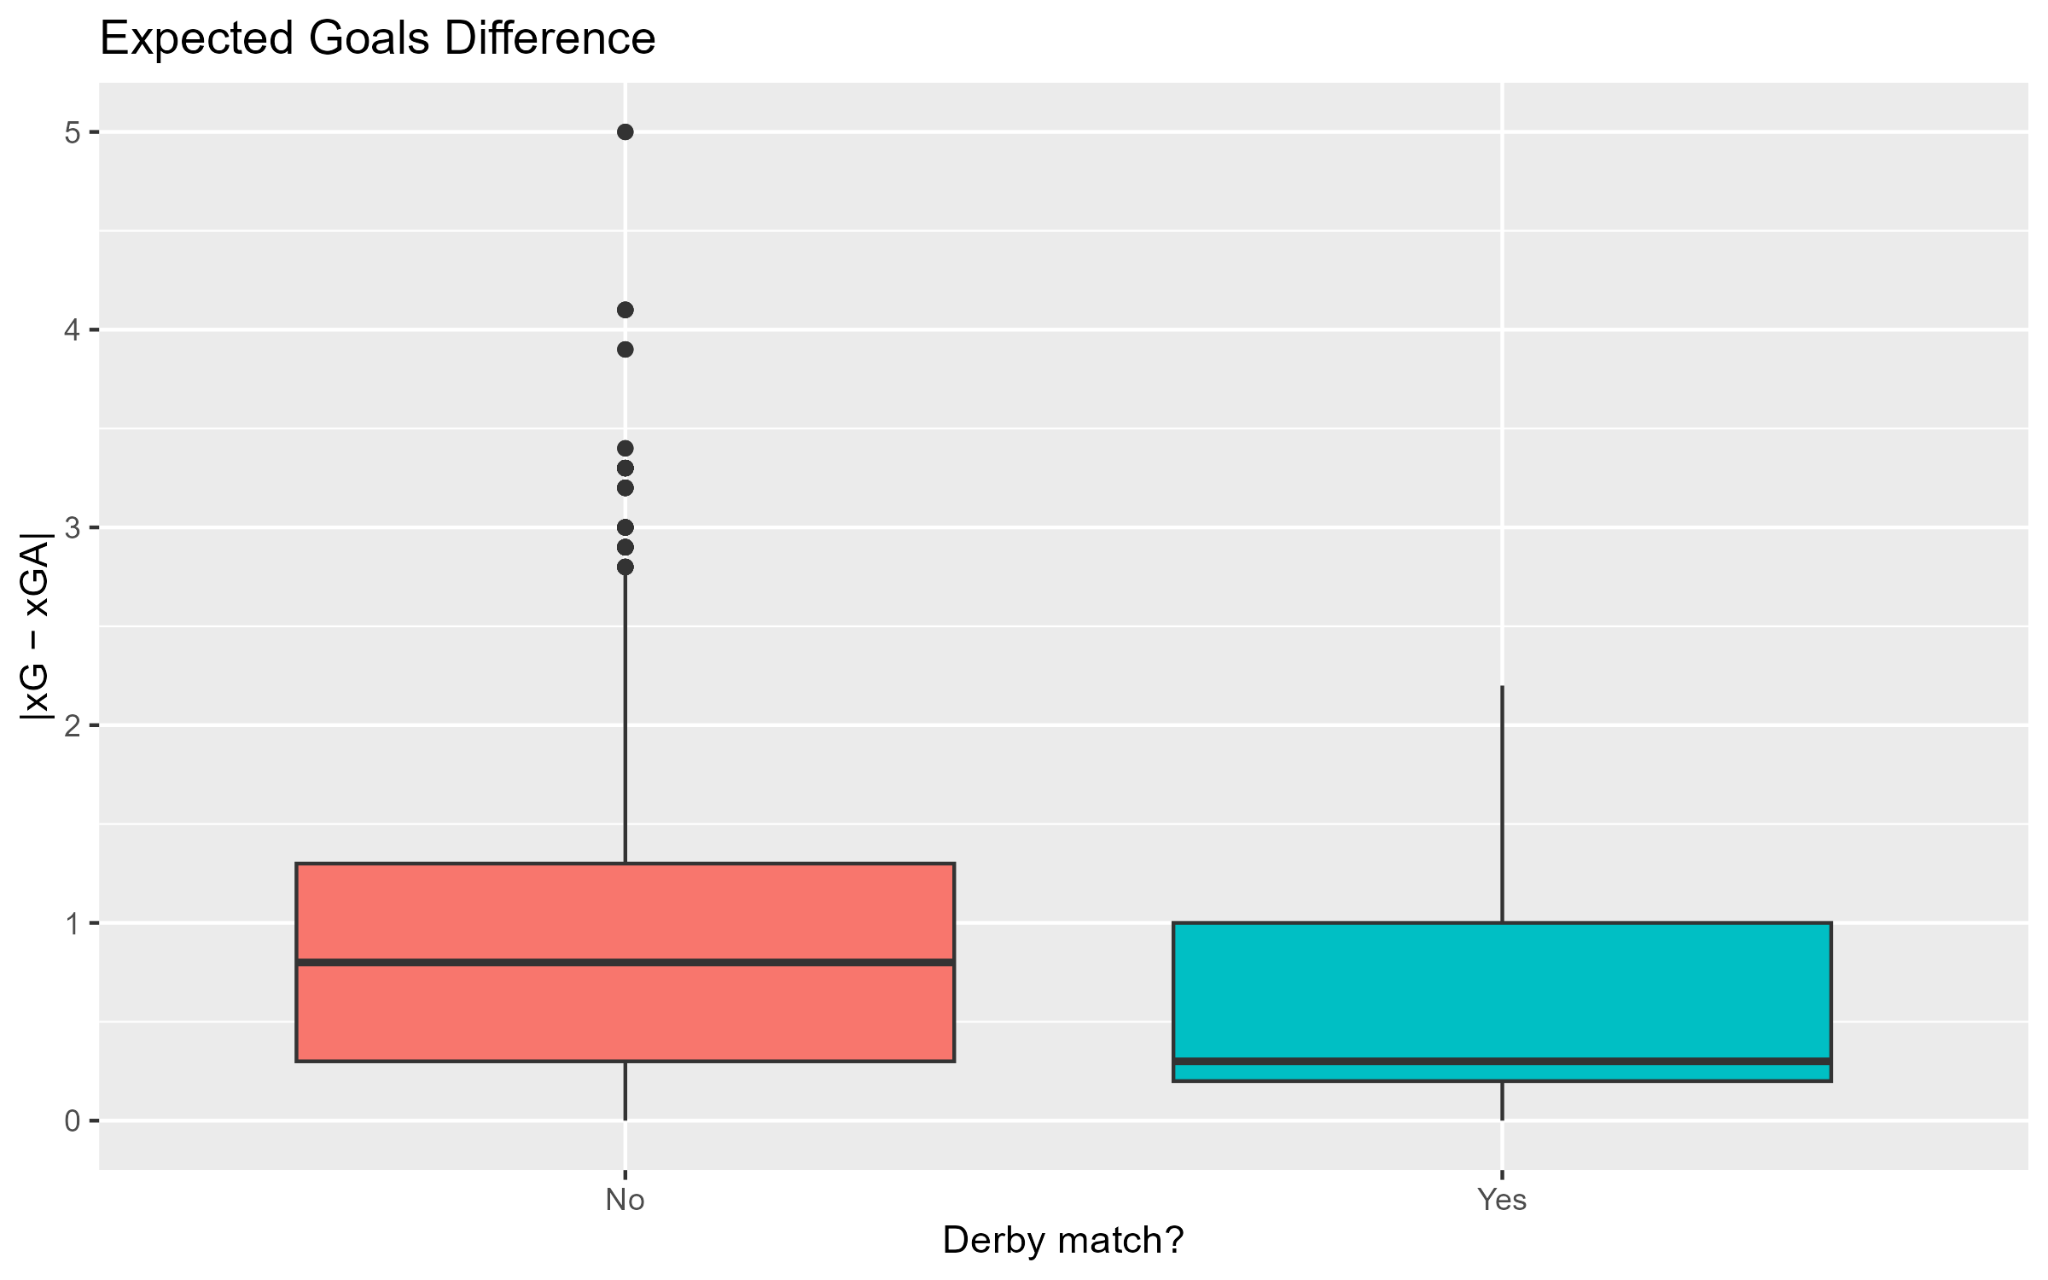 Expected Goals Difference
|xG − xGA|
5
4
3
2
1
0
No
Yes
Derby match?